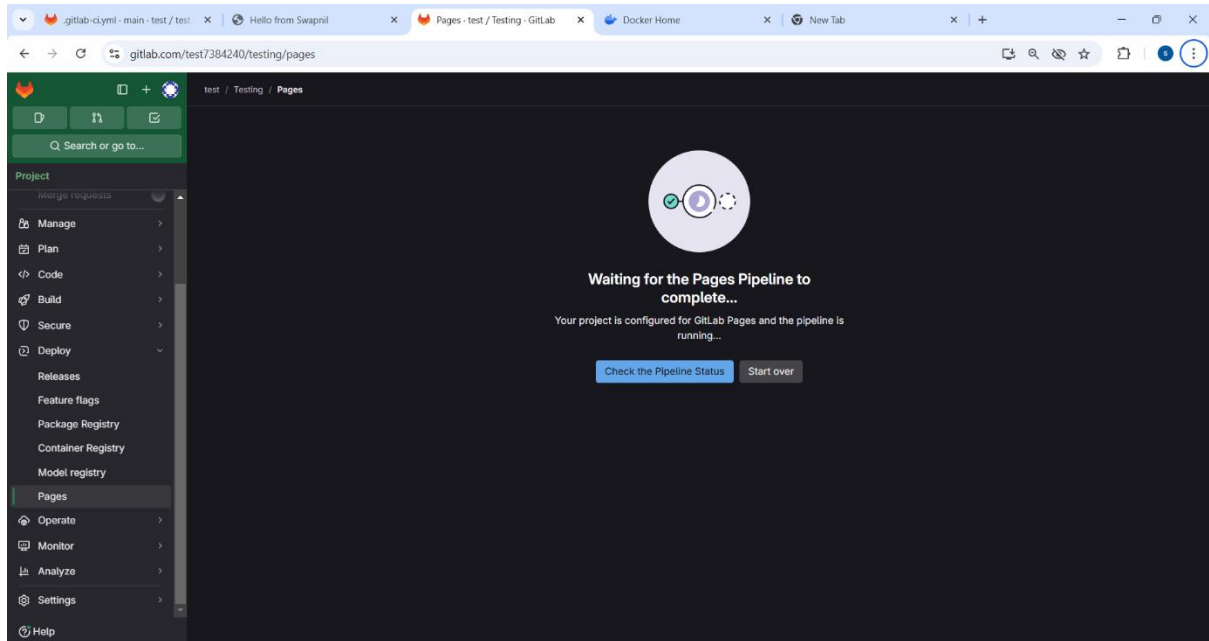 .gitlab-ci.yml · main · test / test
Hello from Swapnil
Pages · test / Testing · GitLab
Docker Home
New Tab
gitlab.com/test7384240/testing/pages
S
test / Testing / Pages
Search or go to...
Project
Merge requests
Manage
Plan
Code
Build
Secure
Deploy
Releases
Feature flags
Package Registry
Container Registry
Model registry
Pages
Operate
Monitor
Analyze
Settings
Help
Waiting for the Pages Pipeline to
complete...
Your project is configured for GitLab Pages and the pipeline is
running...
Check the Pipeline Status
Start over